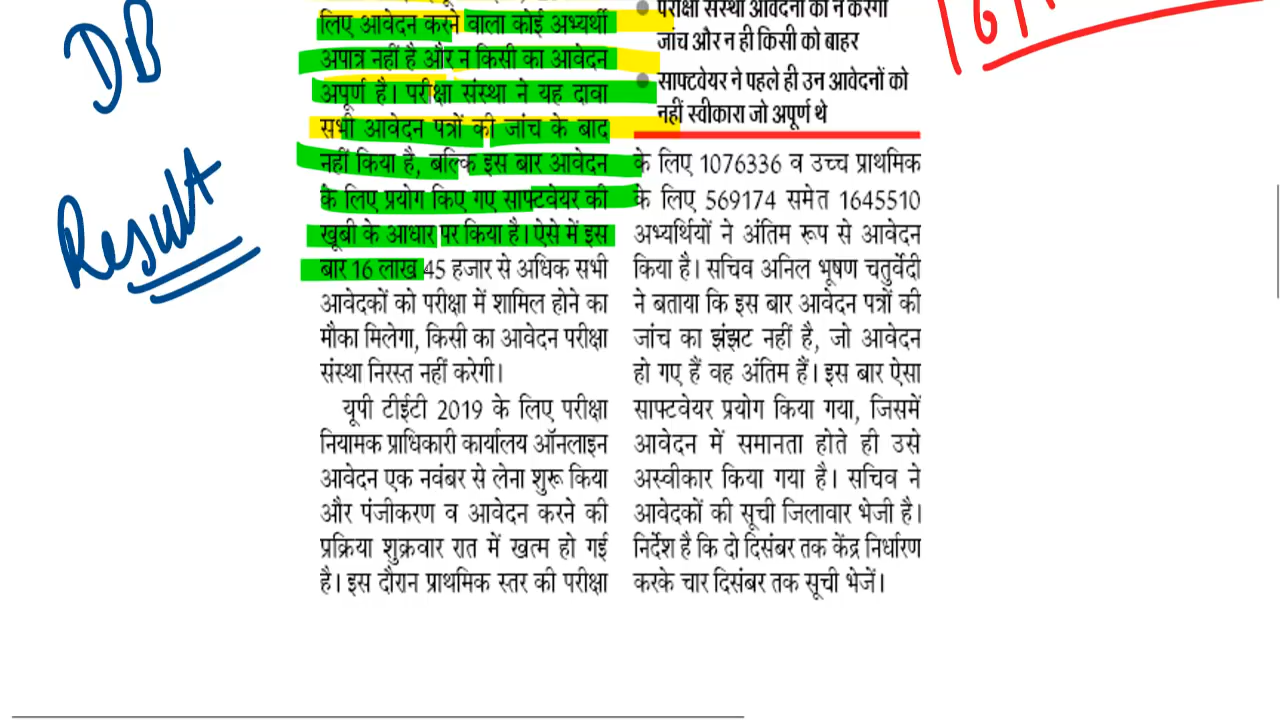 DB
Result
लिए आवेदन करने वाला कोई अभ्यर्थी
अपात्र नहीं है और न किसी का आवेदन
अपूर्ण है। परीक्षा संस्था ने यह दावा
सभी आवेदन पत्रों की जांच के बाद
नहीं किया है, बल्कि इस बार आवेदन
के लिए प्रयोग किए गए साफ्टवेयर की
खूबी के आधार पर किया है। ऐसे में इस
बार 16 लाख 45 हजार से अधिक सभी
आवेदकों को परीक्षा में शामिल होने का
मौका मिलेगा, किसी का आवेदन परीक्षा
संस्था निरस्त नहीं करेगी।
यूपी टीईटी 2019 के लिए परीक्षा
नियामक प्राधिकारी कार्यालय ऑनलाइन
आवेदन एक नवंबर से लेना शुरू किया
और पंजीकरण व आवेदन करने की
प्रक्रिया शुक्रवार रात में खत्म हो गई
है। इस दौरान प्राथमिक स्तर की परीक्षा
परीक्षा संस्था आवेदनों की न करेगी
जांच और न ही किसी को बाहर
साफ्टवेयर ने पहले ही उन आवेदनों को
नहीं स्वीकारा जो अपूर्ण थे
के लिए 1076336 व उच्च प्राथमिक
के लिए 569174 समेत 1645510
अभ्यर्थियों ने अंतिम रूप से आवेदन
किया है। सचिव अनिल भूषण चतुर्वेदी
ने बताया कि इस बार आवेदन पत्रों की
जांच का झंझट नहीं है, जो आवेदन
हो गए हैं वह अंतिम हैं। इस बार ऐसा
साफ्टवेयर प्रयोग किया गया, जिसमें
आवेदन में समानता होते ही उसे
अस्वीकार किया गया है। सचिव ने
आवेदकों की सूची जिलावार भेजी है।
निर्देश है कि दो दिसंबर तक केंद्र निर्धारण
करके चार दिसंबर तक सूची भेजें।